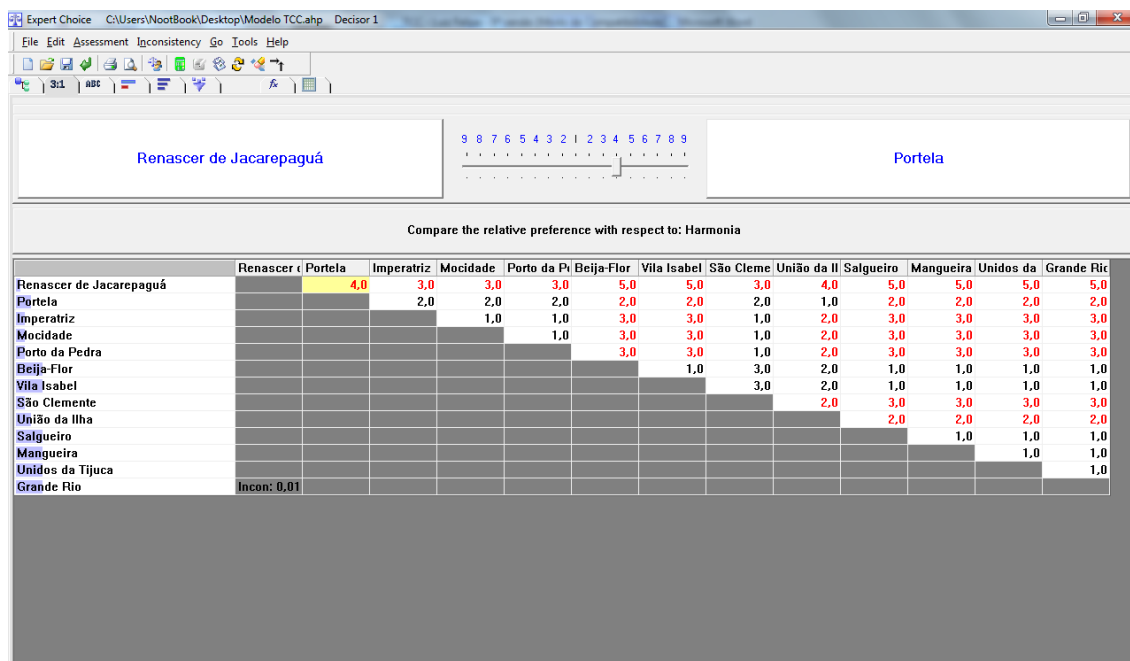 Expert Choice C:\Users\NootBook\Desktop\Modelo TCC.ahp Decisor 1
File Edit Assessment Inconsistency Go Tools Help
3:1 ABC fx
9 8 7 6 5 4 3 2 1 2 3 4 5 6 7 8 9
Renascer de Jacarepaguá Portela
Compare the relative preference with respect to: Harmonia
Renascer Portela Imperatriz Mocidade Porto da Beija-Flor Vila Isabel São Cleme União da Il Salgueiro Mangueira Unidos da Grande Ric
Renascer de Jacarepaguá 4,0 3,0 3,0 3,0 5,0 5,0 3,0 4,0 5,0 5,0 5,0 5,0
Portela 2,0 2,0 2,0 2,0 2,0 2,0 1,0 2,0 2,0 2,0 2,0
Imperatriz 1,0 1,0 3,0 3,0 1,0 2,0 3,0 3,0 3,0 3,0
Mocidade 1,0 3,0 3,0 1,0 2,0 3,0 3,0 3,0 3,0
Porto da Pedra 3,0 3,0 1,0 2,0 3,0 3,0 3,0 3,0
Beija-Flor 1,0 3,0 2,0 1,0 1,0 1,0 1,0
Vila Isabel 3,0 2,0 1,0 1,0 1,0 1,0
São Clemente 2,0 3,0 3,0 3,0 3,0
União da Ilha 2,0 2,0 2,0 2,0
Salgueiro 1,0 1,0 1,0
Mangueira 1,0 1,0
Unidos da Tijuca 1,0
Grande Rio Incon: 0,01